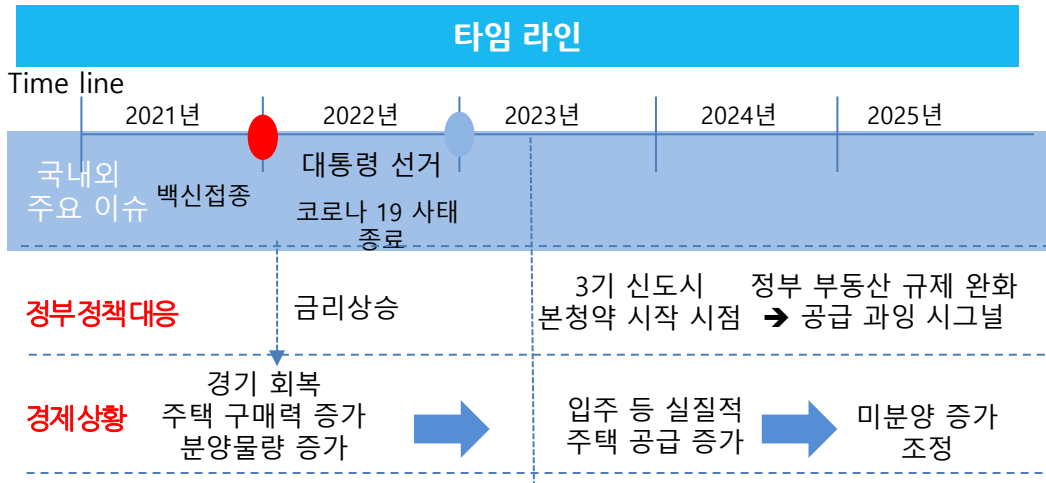 타임 라인
Time line
2021년 2022년 2023년 2024년 2025년
국내외
주요 이슈
백신접종
대통령 선거
코로나 19 사태
종료
정부정책대응
금리상승
3기 신도시
본청약 시작 시점
정부 부동산 규제 완화
➔ 공급 과잉 시그널
경제상황
경기 회복
주택 구매력 증가
분양물량 증가
입주 등 실질적
주택 공급 증가
미분양 증가
조정